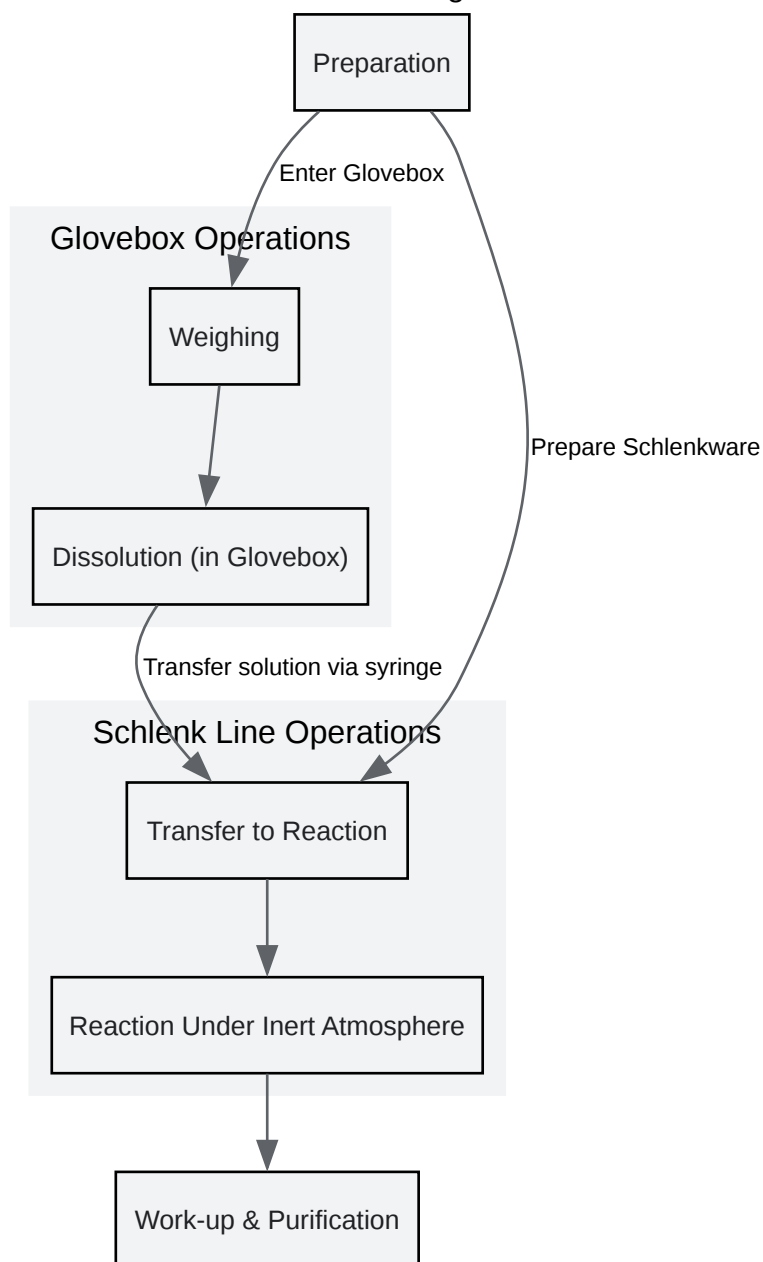 Preparation
Enter Glovebox
Glovebox Operations
Weighing
Prepare Schlenkware
Dissolution (in Glovebox)
Transfer solution via syringe
Schlenk Line Operations
Transfer to Reaction
Reaction Under Inert Atmosphere
Work-up & Purification